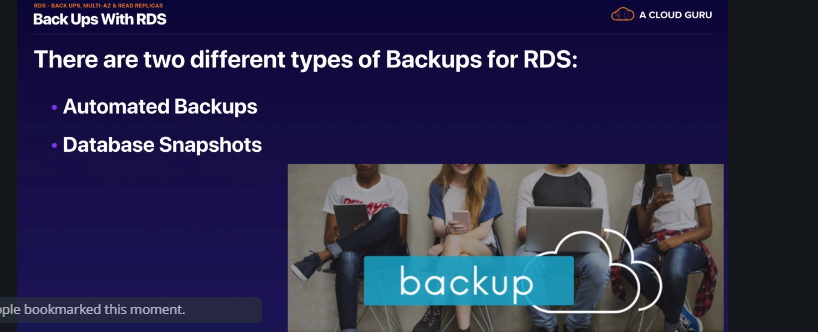 RDS - BACK UPS, MULTI-AZ & READ REPLICAS
Back Ups With RDS
A CLOUD GURU
There are two different types of Backups for RDS:
• Automated Backups
• Database Snapshots
backup
ople bookmarked this moment.